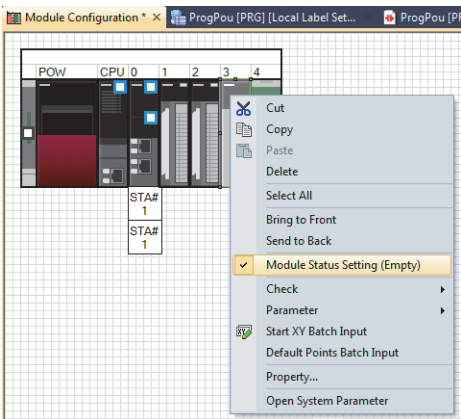 Module Configuration * × ProgPou [PRG] [Local Label Set... × ProgPou [PR
POW CPU 0 1 2 3 4
STA#
1
STA#
1
Cut
Copy
Paste
Delete
Select All
Bring to Front
Send to Back
Module Status Setting (Empty)
Check
Parameter
Start XY Batch Input
Default Points Batch Input
Property...
Open System Parameter